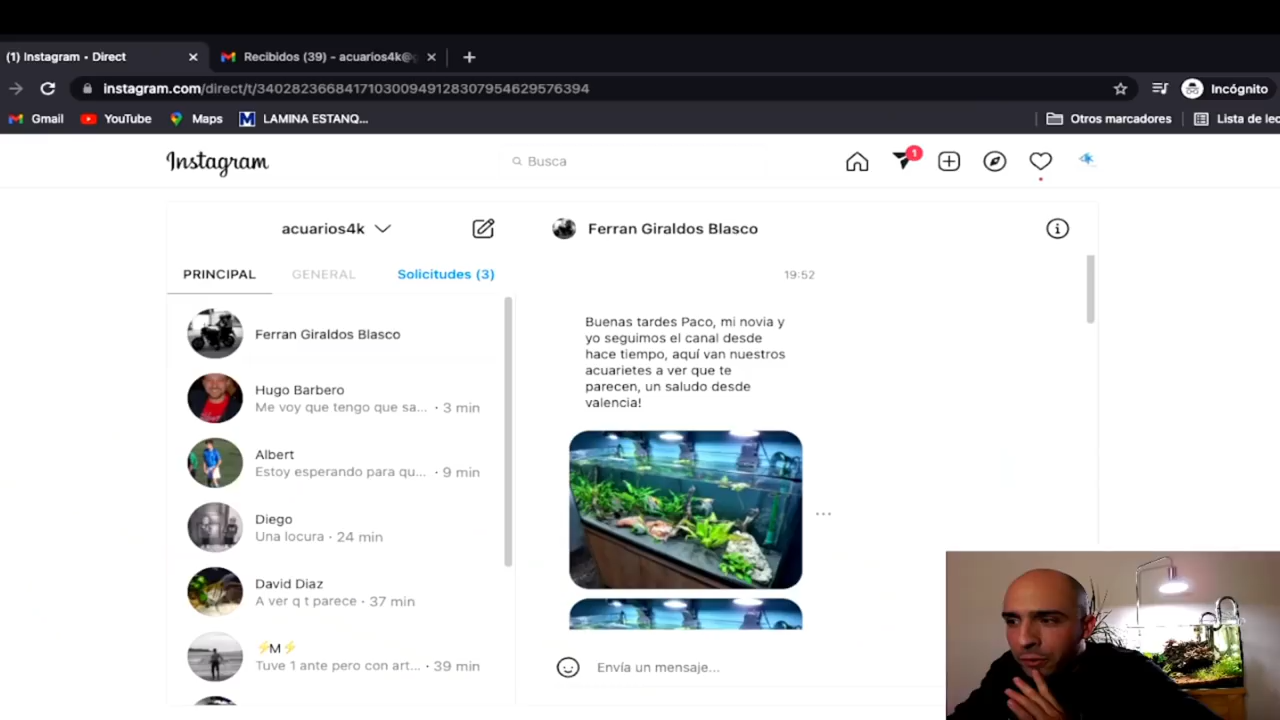 (1) Instagram • Direct
Recibidos (39) - acuarios4k@
instagram.com/direct/t/340282366841710300949128307954629576394
Incógnito
Gmail
YouTube
Maps
LAMINA ESTANQ...
Otros marcadores
Lista de lec
Instagram
Busca
1
acuarios4k
Ferran Giraldos Blasco
PRINCIPAL
GENERAL
Solicitudes (3)
19:52
Ferran Giraldos Blasco
Hugo Barbero
Me voy que tengo que sa... · 3 min
Albert
Estoy esperando para qu... · 9 min
Diego
Una locura · 24 min
David Diaz
A ver q t parece · 37 min
⚡M⚡
Tuve 1 ante pero con art... · 39 min
Buenas tardes Paco, mi novia y
yo seguimos el canal desde
hace tiempo, aquí van nuestros
acuarietes a ver que te
parecen, un saludo desde
valencia!
Envía un mensaje...